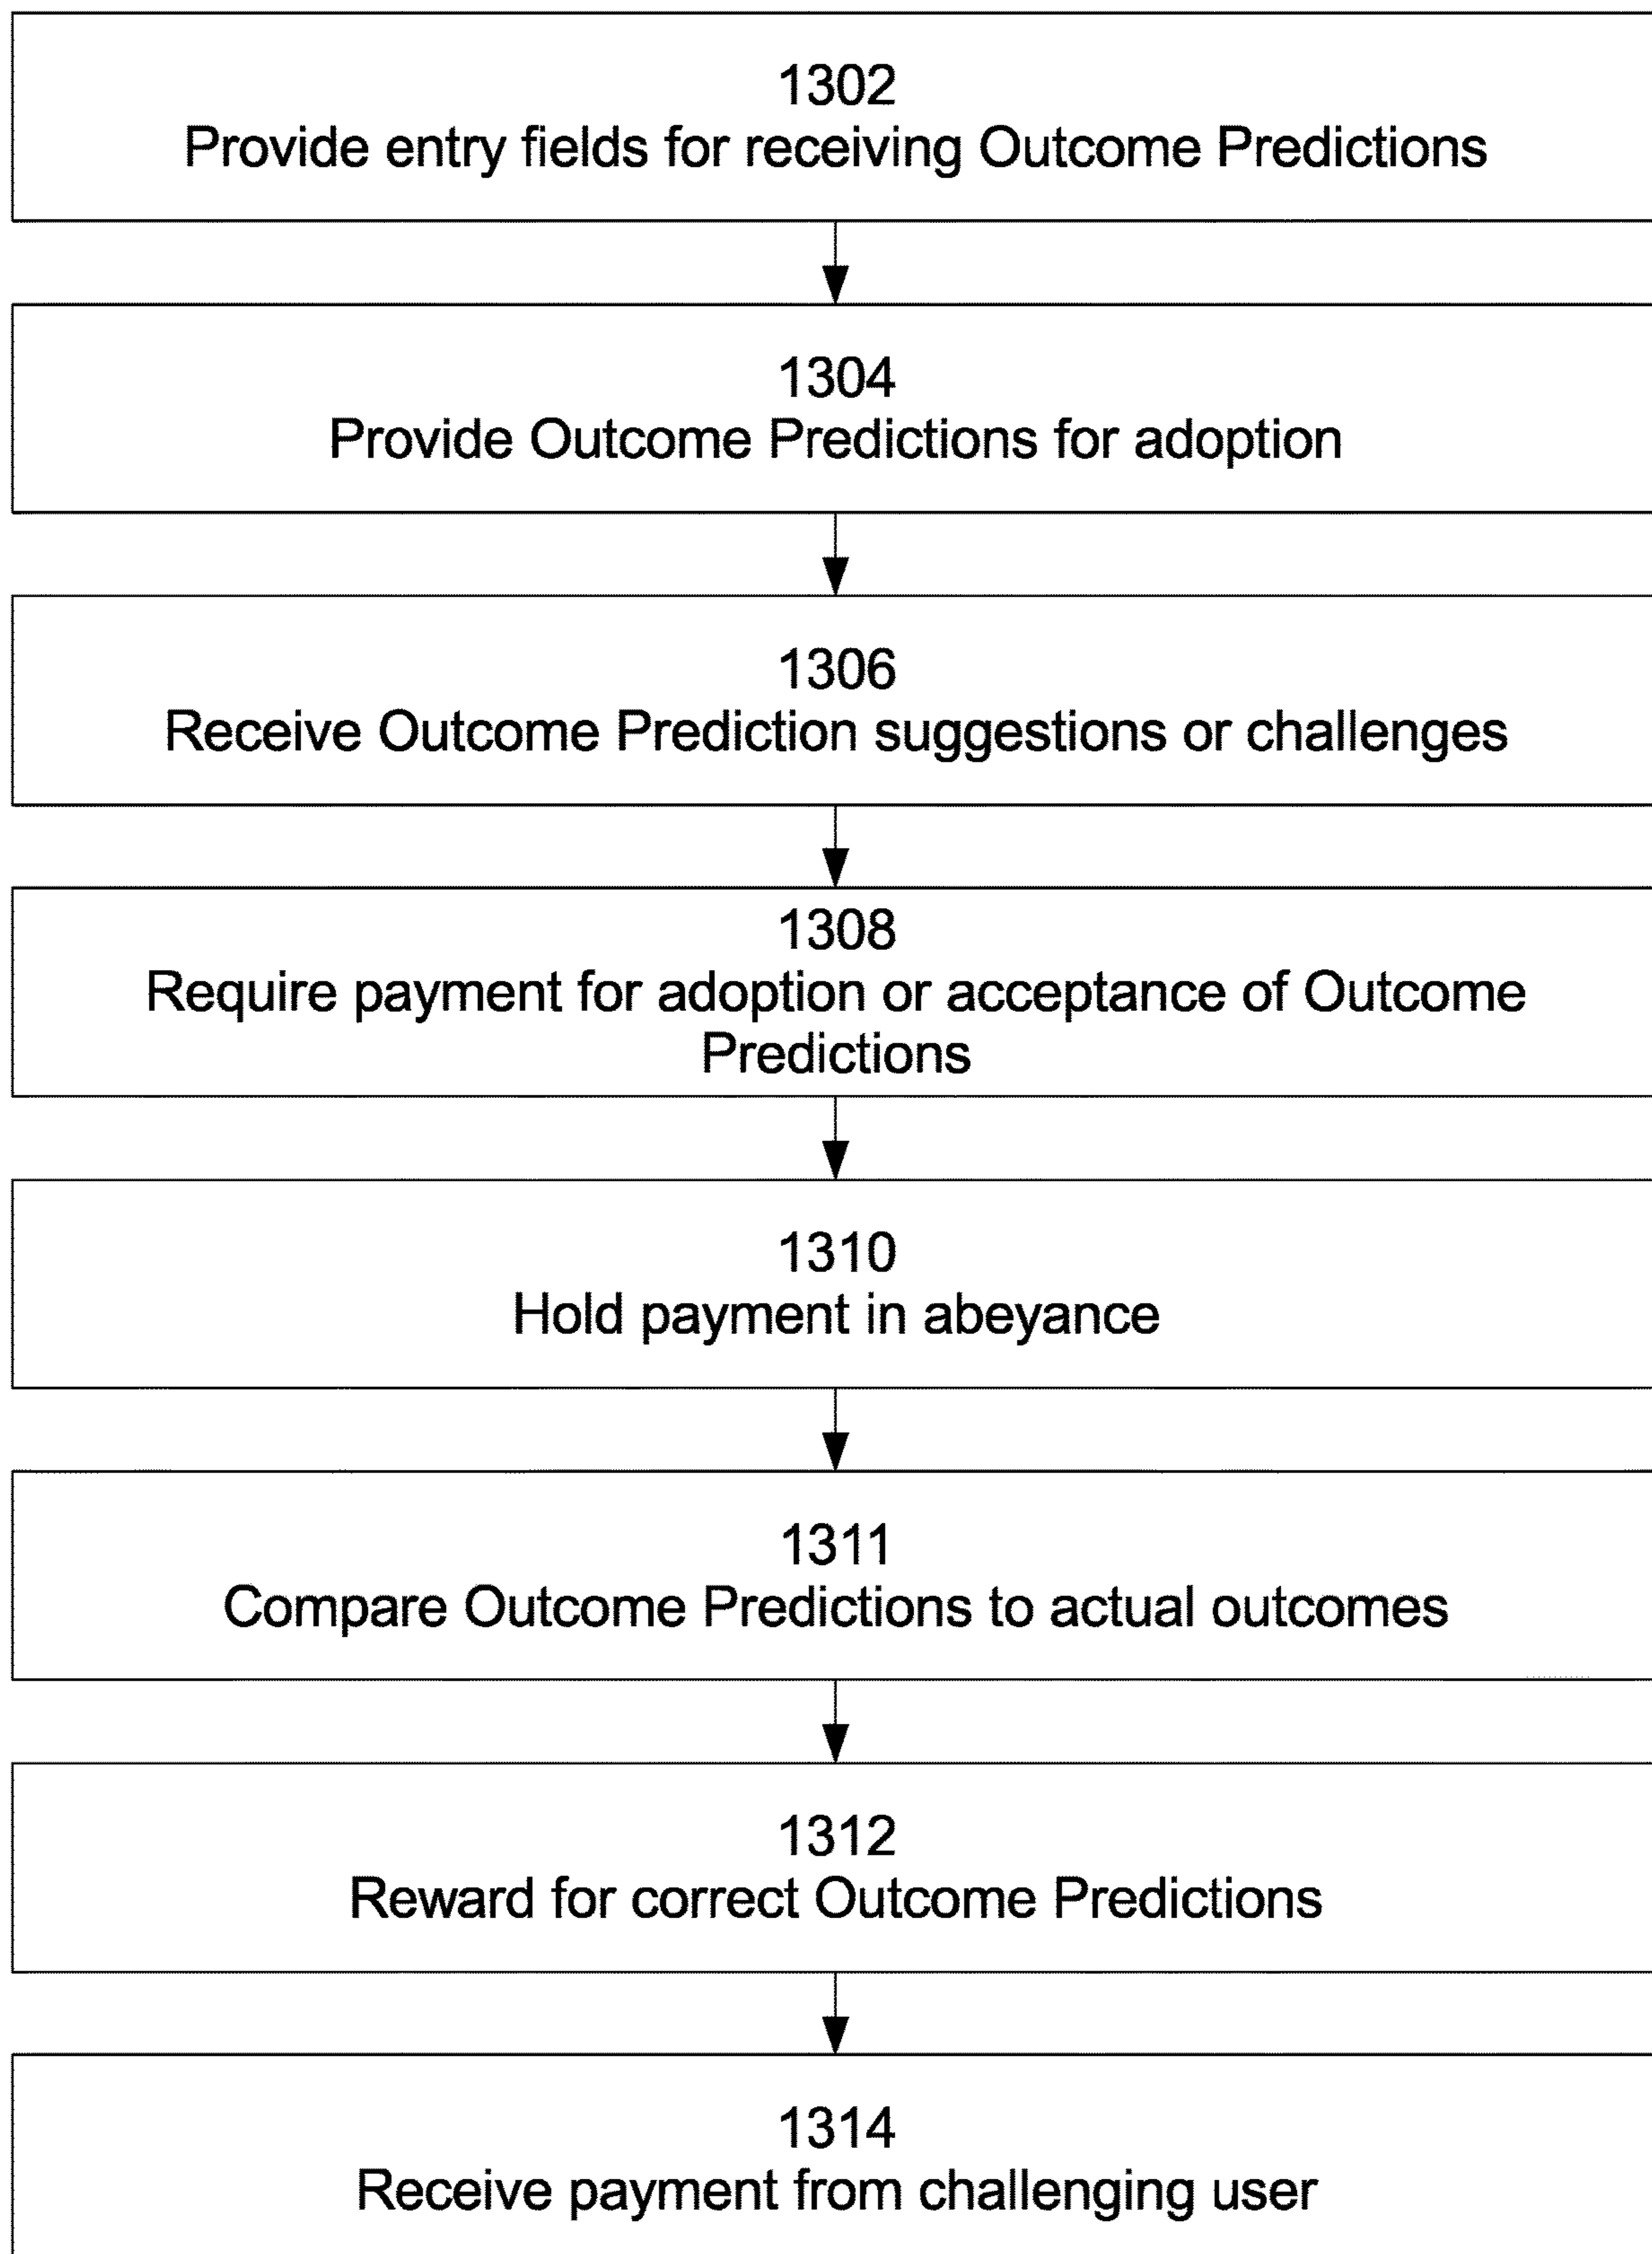 1302
Provide entry fields for receiving Outcome Predictions
1304
Provide Outcome Predictions for adoption
1306
Receive Outcome Prediction suggestions or challenges
1308
Require payment for adoption or acceptance of Outcome
Predictions
1310
Hold payment in abeyance
1311
Compare Outcome Predictions to actual outcomes
1312
Reward for correct Outcome Predictions
1314
Receive payment from challenging user